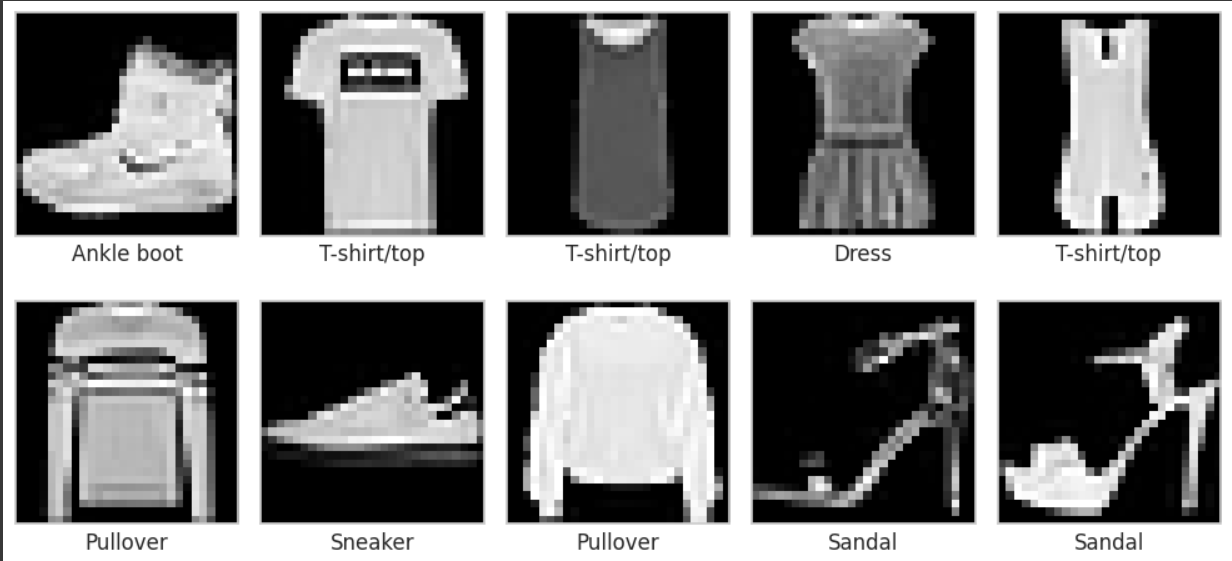 Ankle boot T-shirt/top T-shirt/top Dress T-shirt/top
Pullover Sneaker Pullover Sandal Sandal